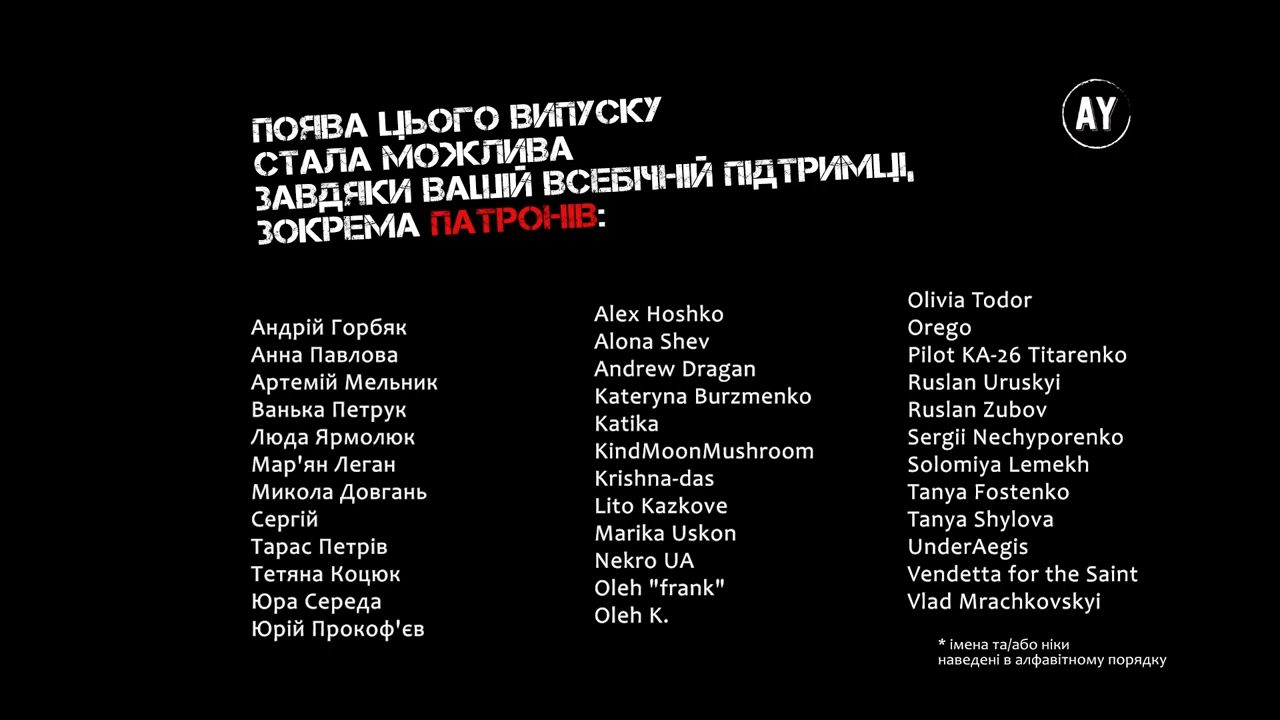 ПОЯВА ЦЬОГО ВИПУСКУ
СТАЛА МОЖЛИВА
ЗАВДЯКИ ВАШІЙ ВСЕБІЧНІЙ ПІДТРИМЦІ,
ЗОКРЕМА ПАТРОНІВ:
AY
Андрій Горбяк
Анна Павлова
Артемій Мельник
Ванька Петрук
Люда Ярмолюк
Мар'ян Леган
Микола Довгань
Сергій
Тарас Петрів
Тетяна Коцюк
Юра Середа
Юрій Прокоф'єв
Alex Hoshko
Alona Shev
Andrew Dragan
Kateryna Burzmenko
Katika
KindMoonMushroom
Krishna-das
Lito Kazkove
Marika Uskon
Nekro UA
Oleh "frank"
Oleh K.
Olivia Todor
Orego
Pilot KA-26 Titarenko
Ruslan Uruskyi
Ruslan Zubov
Sergii Nechyporenko
Solomiya Lemekh
Tanya Fostenko
Tanya Shylova
UnderAegis
Vendetta for the Saint
Vlad Mrachkovskyi
* імена та/або ніки
наведені в алфавітному порядку